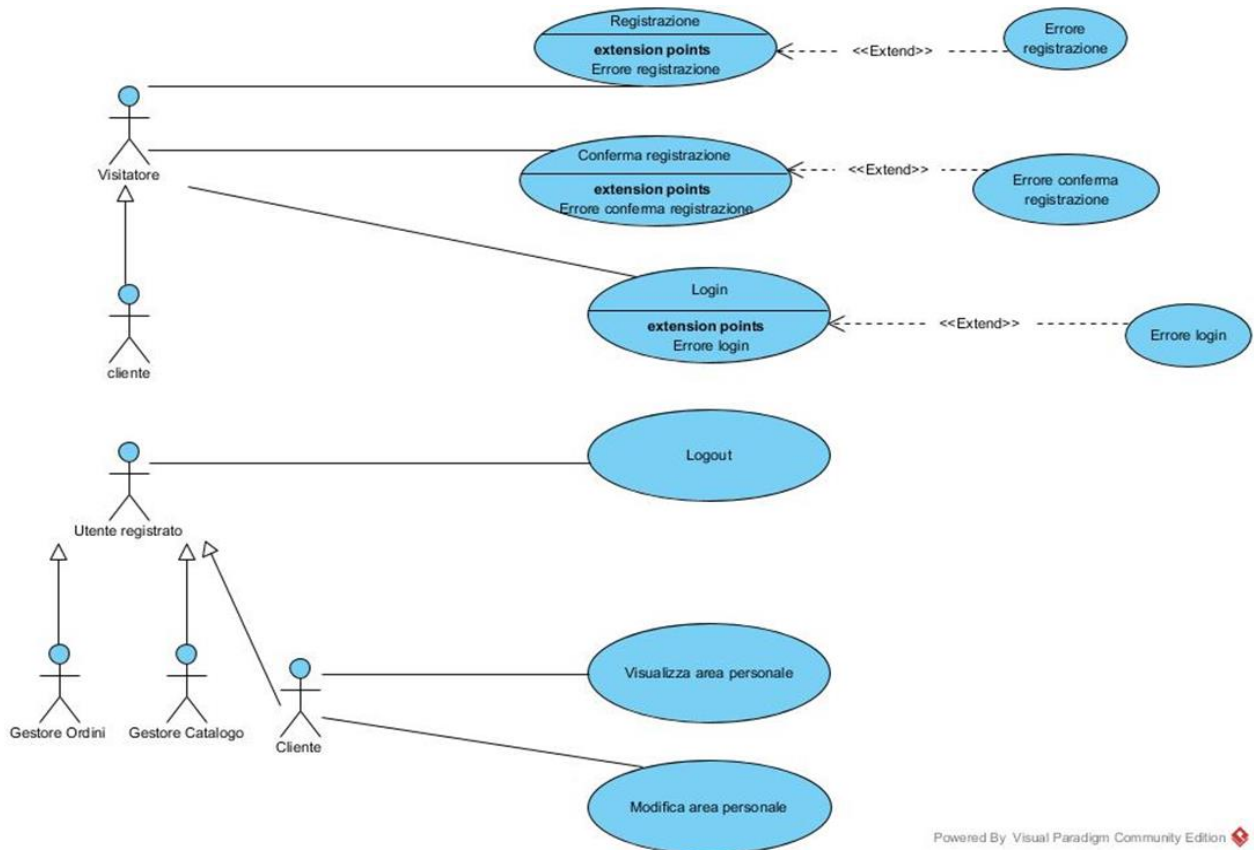 Registrazione
extension points
Errore registrazione
<<Extend>>
Errore
registrazione
Visitatore
Conferma registrazione
extension points
Errore conferma registrazione
<<Extend>>
Errore conferma
registrazione
Login
extension points
Errore login
<<Extend>>
Errore login
cliente
Logout
Utente registrato
Gestore Ordini
Gestore Catalogo
Cliente
Visualizza area personale
Modifica area personale
Powered By Visual Paradigm Community Edition